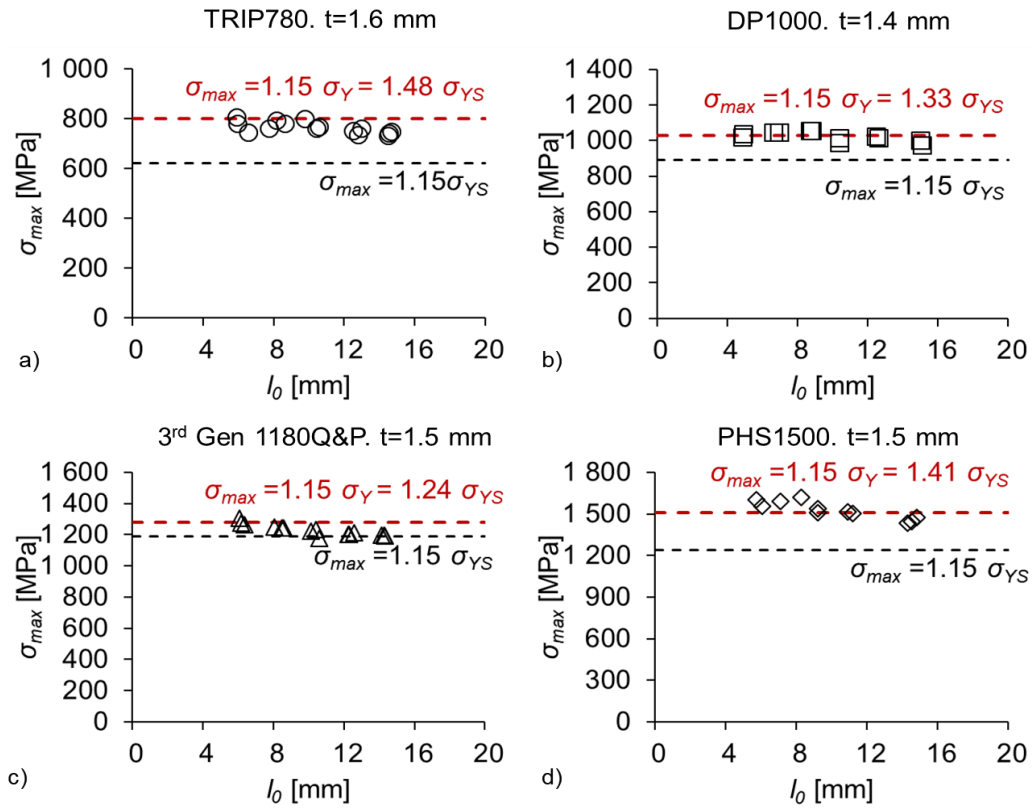 TRIP780. t=1.6 mm
σmax [MPa]
1 000
800
600
400
200
0
σmax =1.15 σY = 1.48 σYS
σmax =1.15σYS
0 4 8 12 16 20
a)
l0 [mm]
DP1000. t=1.4 mm
σmax [MPa]
1 400
1 200
1 000
800
600
400
200
0
σmax =1.15 σY = 1.33 σYS
σmax =1.15 σYS
0 4 8 12 16 20
b)
l0 [mm]
3rd Gen 1180Q&P. t=1.5 mm
σmax [MPa]
1 600
1 400
1 200
1 000
800
600
400
200
0
σmax =1.15 σY = 1.24 σYS
σmax =1.15 σYS
0 4 8 12 16 20
c)
l0 [mm]
PHS1500. t=1.5 mm
σmax [MPa]
1 800
1 500
1 200
900
600
300
0
σmax =1.15 σY = 1.41 σYS
σmax =1.15 σYS
0 4 8 12 16 20
d)
l0 [mm]